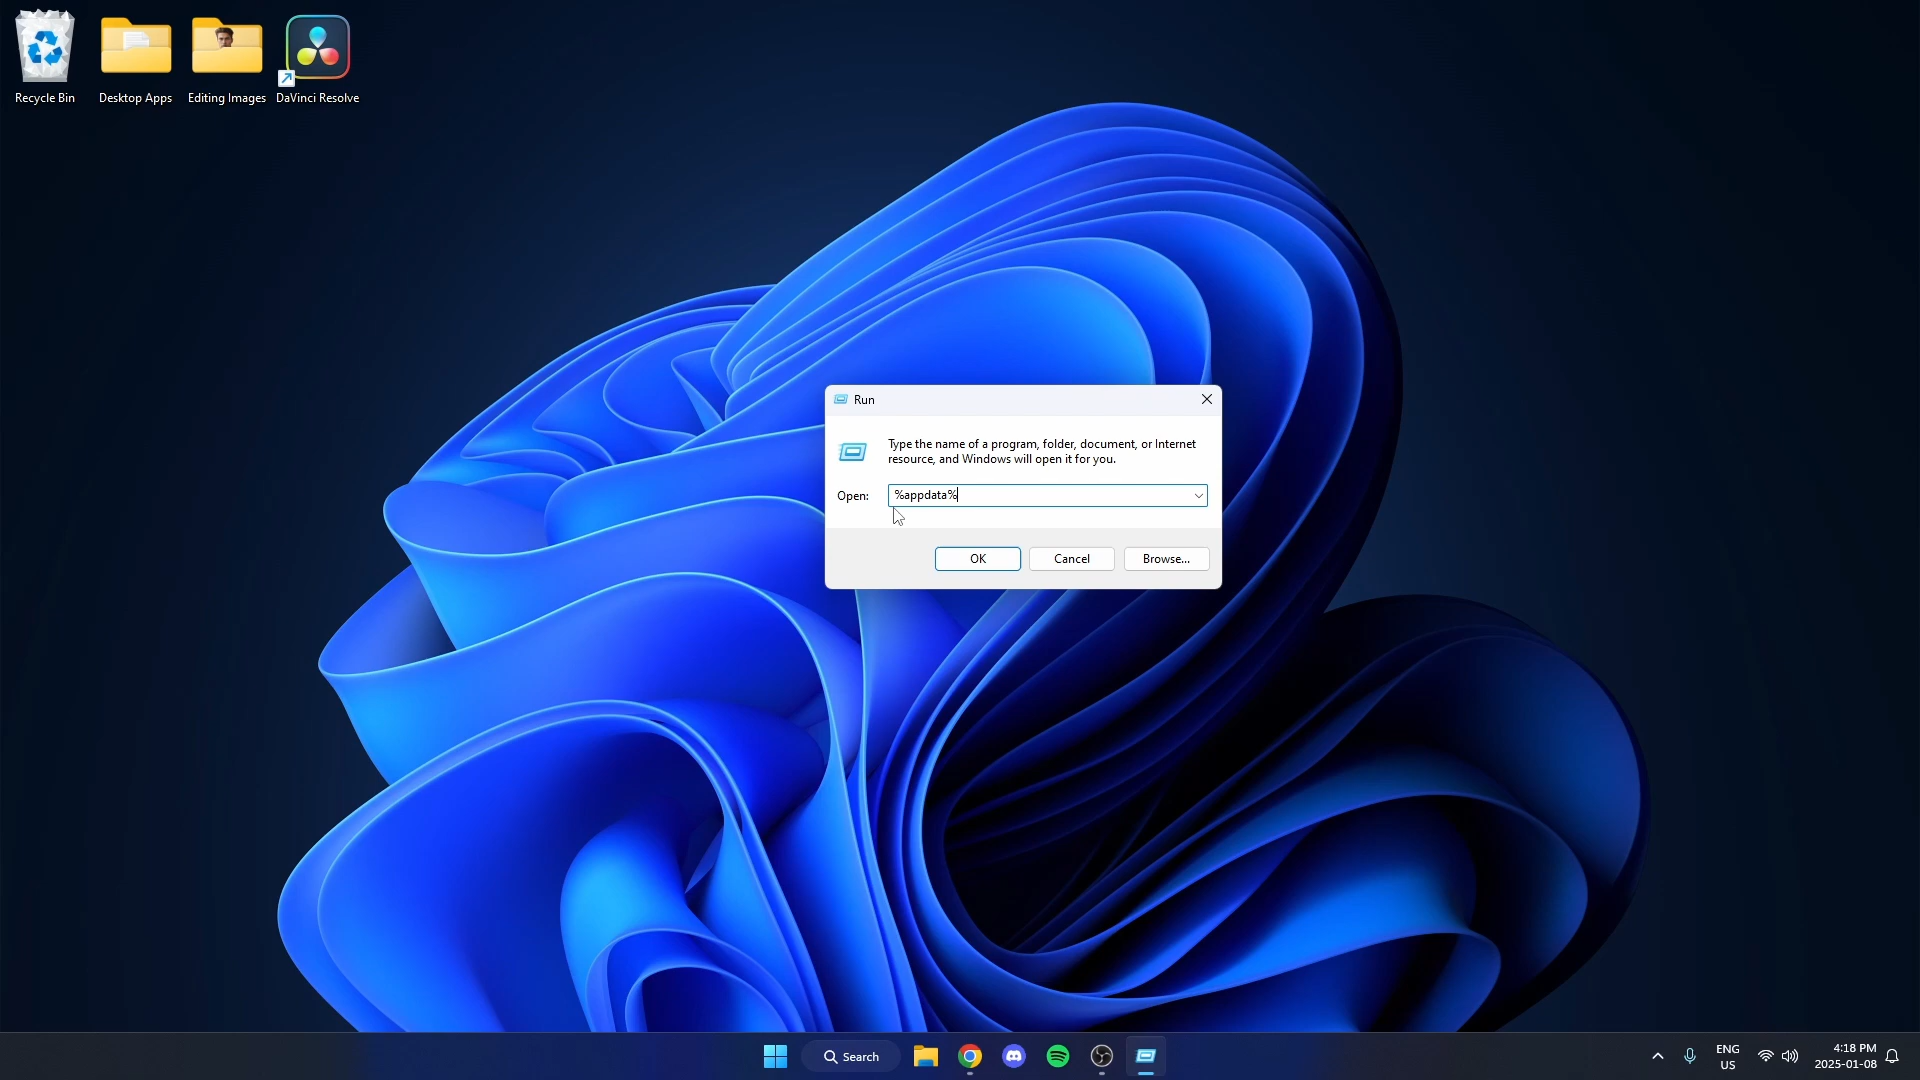 Recycle Bin
Desktop Apps
Editing Images
DaVinci Resolve
Run
Type the name of a program, folder, document, or Internet
resource, and Windows will open it for you.
Open:
%appdata%
OK
Cancel
Browse...
Search
ENG
US
4:18 PM
2025-01-08